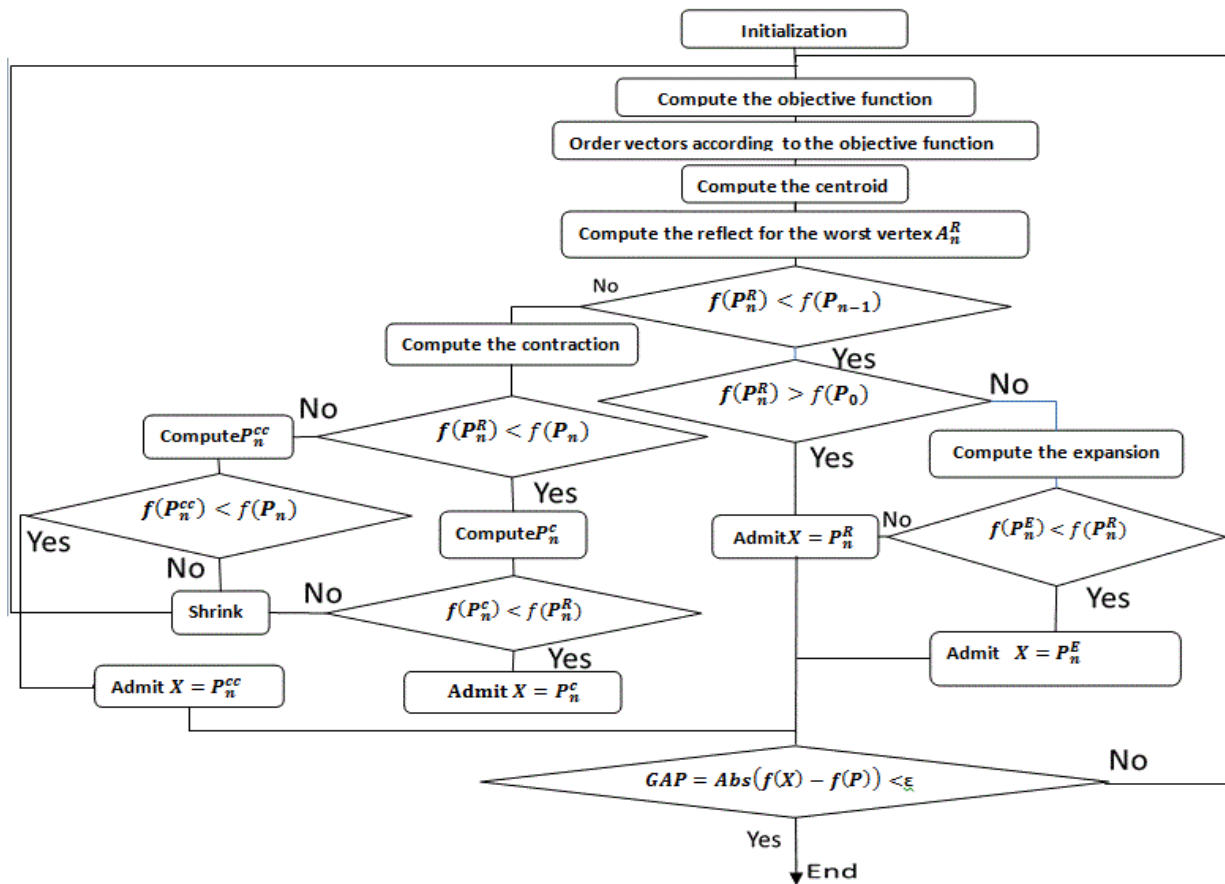 Initialization
Compute the objective function
Order vectors according to the objective function
Compute the centroid
Compute the reflect for the worst vertex $A_n^R$
No
$f(P_n^R) < f(P_{n-1})$
Compute the contraction
Yes
$f(P_n^R) > f(P_0)$
No
No
Compute$P_n^{cc}$
$f(P_n^R) < f(P_n)$
Yes
Compute the expansion
$f(P_n^{cc}) < f(P_n)$
Yes
Yes
Compute$P_n^c$
Admit$X = P_n^R$
No
$f(P_n^E) < f(P_n^R)$
No
Shrink
No
$f(P_n^c) < f(P_n^R)$
Yes
Yes
Admit $X = P_n^E$
Admit $X = P_n^{cc}$
Admit $X = P_n^c$
$GAP = Abs(f(X) - f(P)) < ε$
No
Yes
End